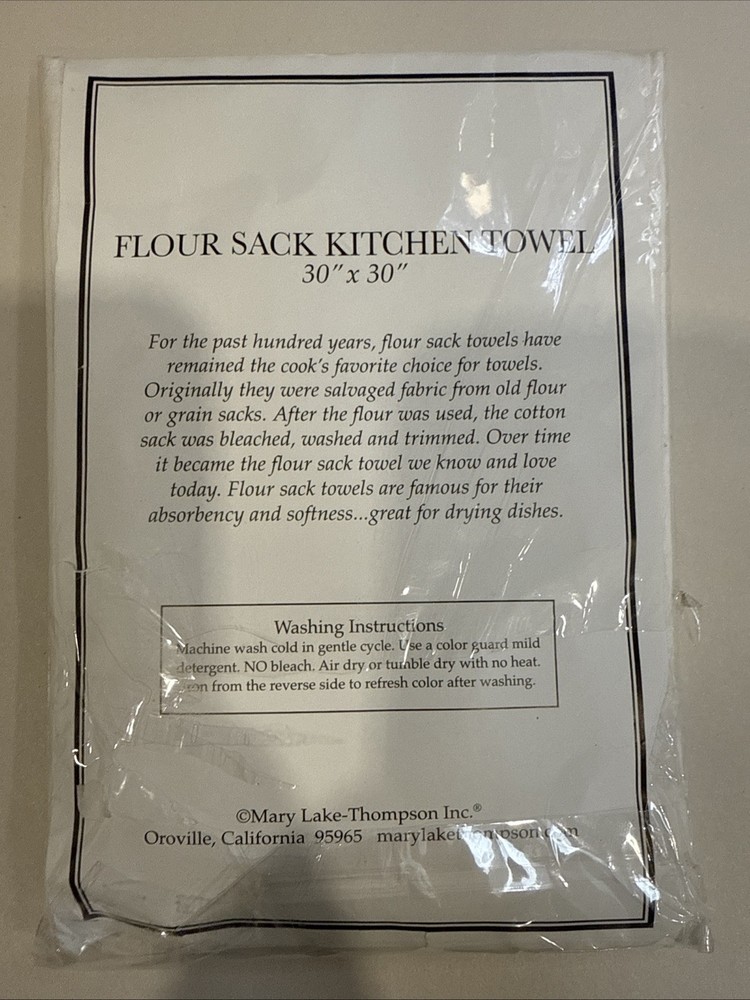 FLOUR SACK KITCHEN TOWEL
30" x 30"
For the past hundred years, flour sack towels have
remained the cook's favorite choice for towels.
Originally they were salvaged fabric from old flour
or grain sacks. After the flour was used, the cotton
sack was bleached, washed and trimmed. Over time
it became the flour sack towel we know and love
today. Flour sack towels are famous for their
absorbency and softness...great for drying dishes.
Washing Instructions
Machine wash cold in gentle cycle. Use a color guard mild
detergent. NO bleach. Air dry or tumble dry with no heat.
Iron from the reverse side to refresh color after washing.
©Mary Lake-Thompson Inc.®
Oroville, California 95965 marylakethompson.com